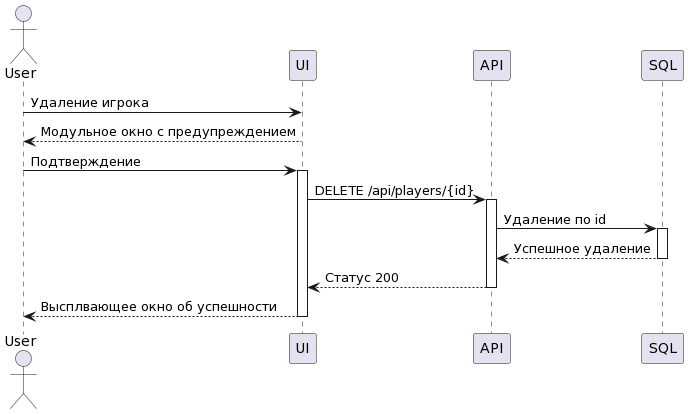 User
UI
API
SQL
Удаление игрока
Модульное окно с предупреждением
Подтверждение
DELETE /api/players/{id}
Удаление по id
Успешное удаление
Статус 200
Высплвающее окно об успешности
User
UI
API
SQL